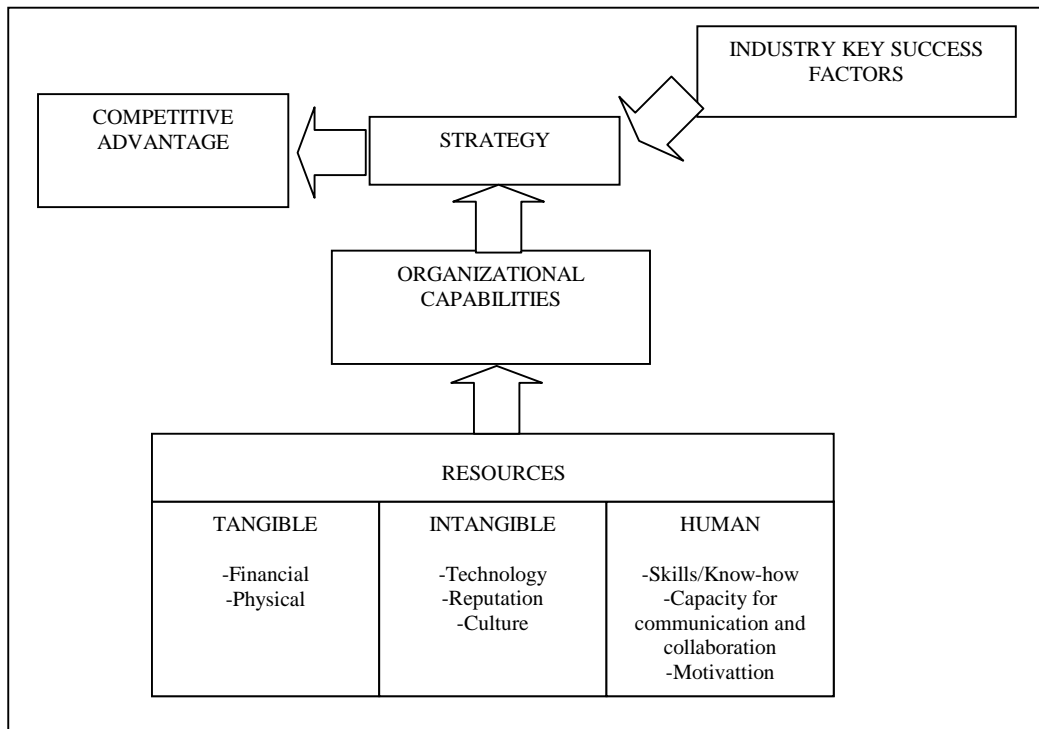 INDUSTRY KEY SUCCESS
FACTORS
COMPETITIVE
ADVANTAGE
STRATEGY
ORGANIZATIONAL
CAPABILITIES
RESOURCES
TANGIBLE
-Financial
-Physical
INTANGIBLE
-Technology
-Reputation
-Culture
HUMAN
-Skills/Know-how
-Capacity for
communication and
collaboration
-Motivattion